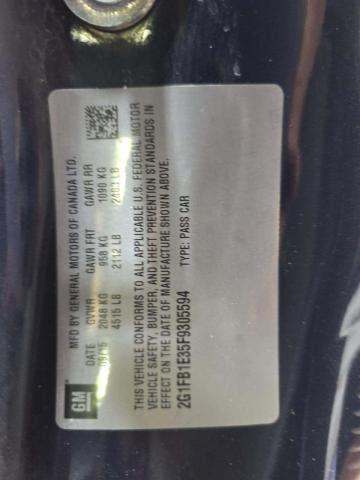 GM
MFD BY GENERAL MOTORS OF CANADA LTD.
DATE GVWR GAWR FRT GAWR RR
2048 KG 958 KG 1090 KG
4515 LB 2112 LB 2403 LB
THIS VEHICLE CONFORMS TO ALL APPLICABLE U.S. FEDERAL MOTOR
VEHICLE SAFETY, BUMPER, AND THEFT PREVENTION STANDARDS IN
EFFECT ON THE DATE OF MANUFACTURE SHOWN ABOVE.
2G1FB1E35F9305594 TYPE: PASS CAR